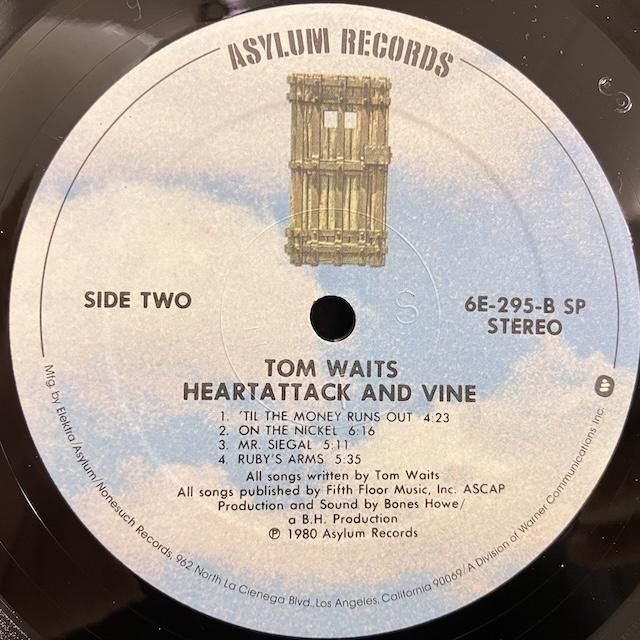 ASYLUM RECORDS
SIDE TWO
6E-295-B SP
STEREO
TOM WAITS
HEARTATTACK AND VINE
1. 'TIL THE MONEY RUNS OUT 4:23
2. ON THE NICKEL 6:16
3. MR. SIEGAL 5:11
4. RUBY'S ARMS 5:35
All songs written by Tom Waits
All songs published by Fifth Floor Music, Inc. ASCAP
Production and Sound by Bones Howe/
a B.H. Production
℗ 1980 Asylum Records
Mfg. by Elektra/Asylum/Nonesuch Records, 962 North La Cienega Blvd., Los Angeles, California 90069/A Division of Warner Communications Inc.
S